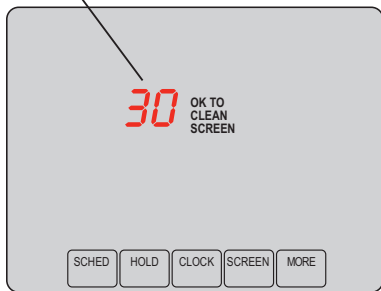 30 OK TO
CLEAN
SCREEN
SCHED HOLD CLOCK SCREEN MORE